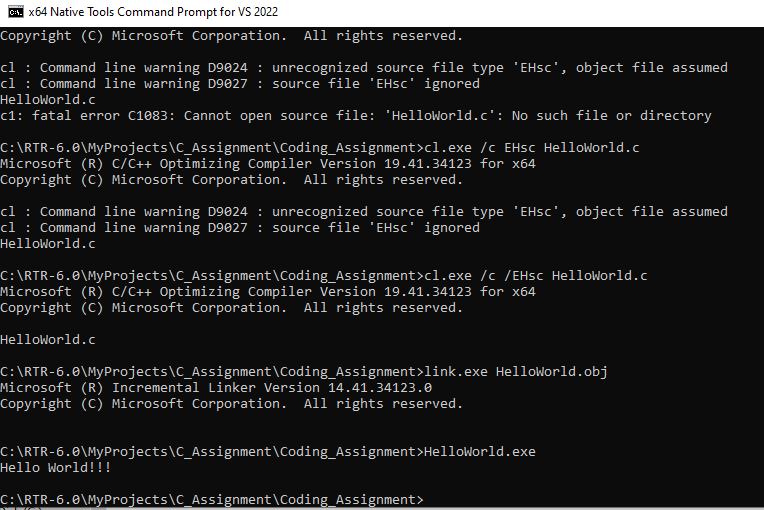 x64 Native Tools Command Prompt for VS 2022
Copyright (C) Microsoft Corporation.  All rights reserved.
cl : Command line warning D9024 : unrecognized source file type 'EHsc', object file assumed
cl : Command line warning D9027 : source file 'EHsc' ignored
HelloWorld.c
c1: fatal error C1083: Cannot open source file: 'HelloWorld.c': No such file or directory
C:\RTR-6.0\MyProjects\C_Assignment\Coding_Assignment>cl.exe /c EHsc HelloWorld.c
Microsoft (R) C/C++ Optimizing Compiler Version 19.41.34123 for x64
Copyright (C) Microsoft Corporation.  All rights reserved.
cl : Command line warning D9024 : unrecognized source file type 'EHsc', object file assumed
cl : Command line warning D9027 : source file 'EHsc' ignored
HelloWorld.c
C:\RTR-6.0\MyProjects\C_Assignment\Coding_Assignment>cl.exe /c /EHsc HelloWorld.c
Microsoft (R) C/C++ Optimizing Compiler Version 19.41.34123 for x64
Copyright (C) Microsoft Corporation.  All rights reserved.
HelloWorld.c
C:\RTR-6.0\MyProjects\C_Assignment\Coding_Assignment>link.exe HelloWorld.obj
Microsoft (R) Incremental Linker Version 14.41.34123.0
Copyright (C) Microsoft Corporation.  All rights reserved.
C:\RTR-6.0\MyProjects\C_Assignment\Coding_Assignment>HelloWorld.exe
Hello World!!!
C:\RTR-6.0\MyProjects\C_Assignment\Coding_Assignment>